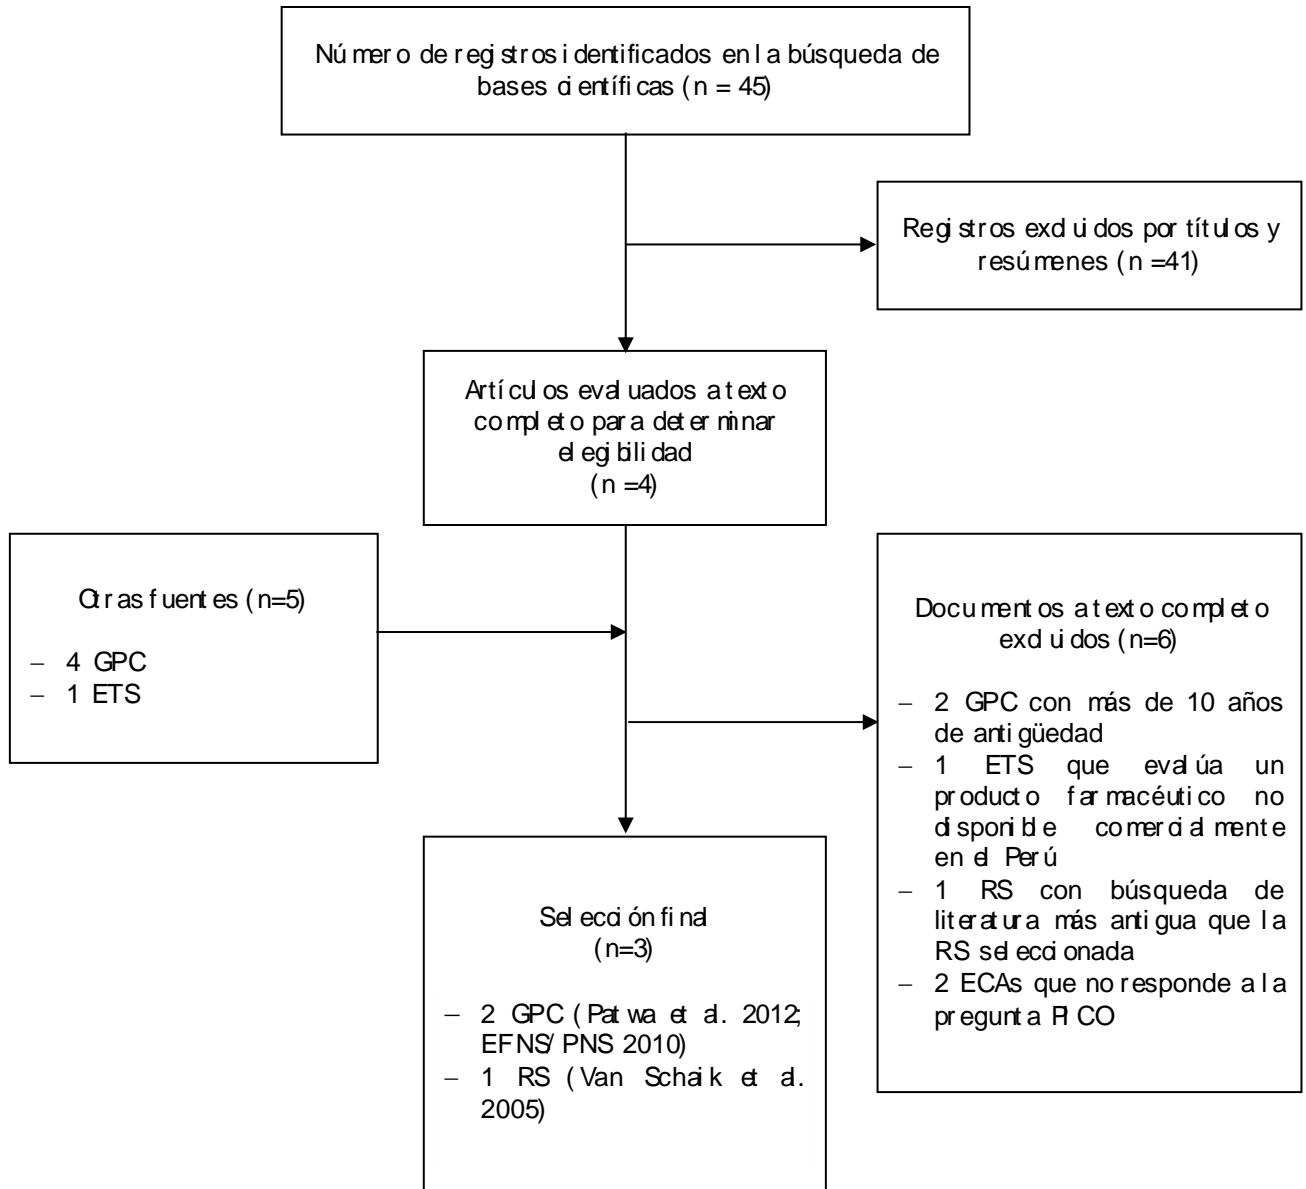 Número de registros identificados en la búsqueda de
bases científicas (n = 45)
Registros excluidos por títulos y
resúmenes (n =41)
Artículos evaluados a texto
completo para determinar
elegibilidad
(n =4)
Otras fuentes (n=5)
– 4 GPC
– 1 ETS
Documentos a texto completo
excluidos (n=6)
– 2 GPC con más de 10 años
de antigüedad
– 1 ETS que evalúa un
producto farmacéutico no
disponible comercialmente
en el Perú
– 1 RS con búsqueda de
literatura más antigua que la
RS seleccionada
– 2 ECAs que no responde a la
pregunta PICO
Selección final
(n=3)
– 2 GPC (Patwa et al. 2012;
EFNS/PNS 2010)
– 1 RS (Van Schaik et al.
2005)